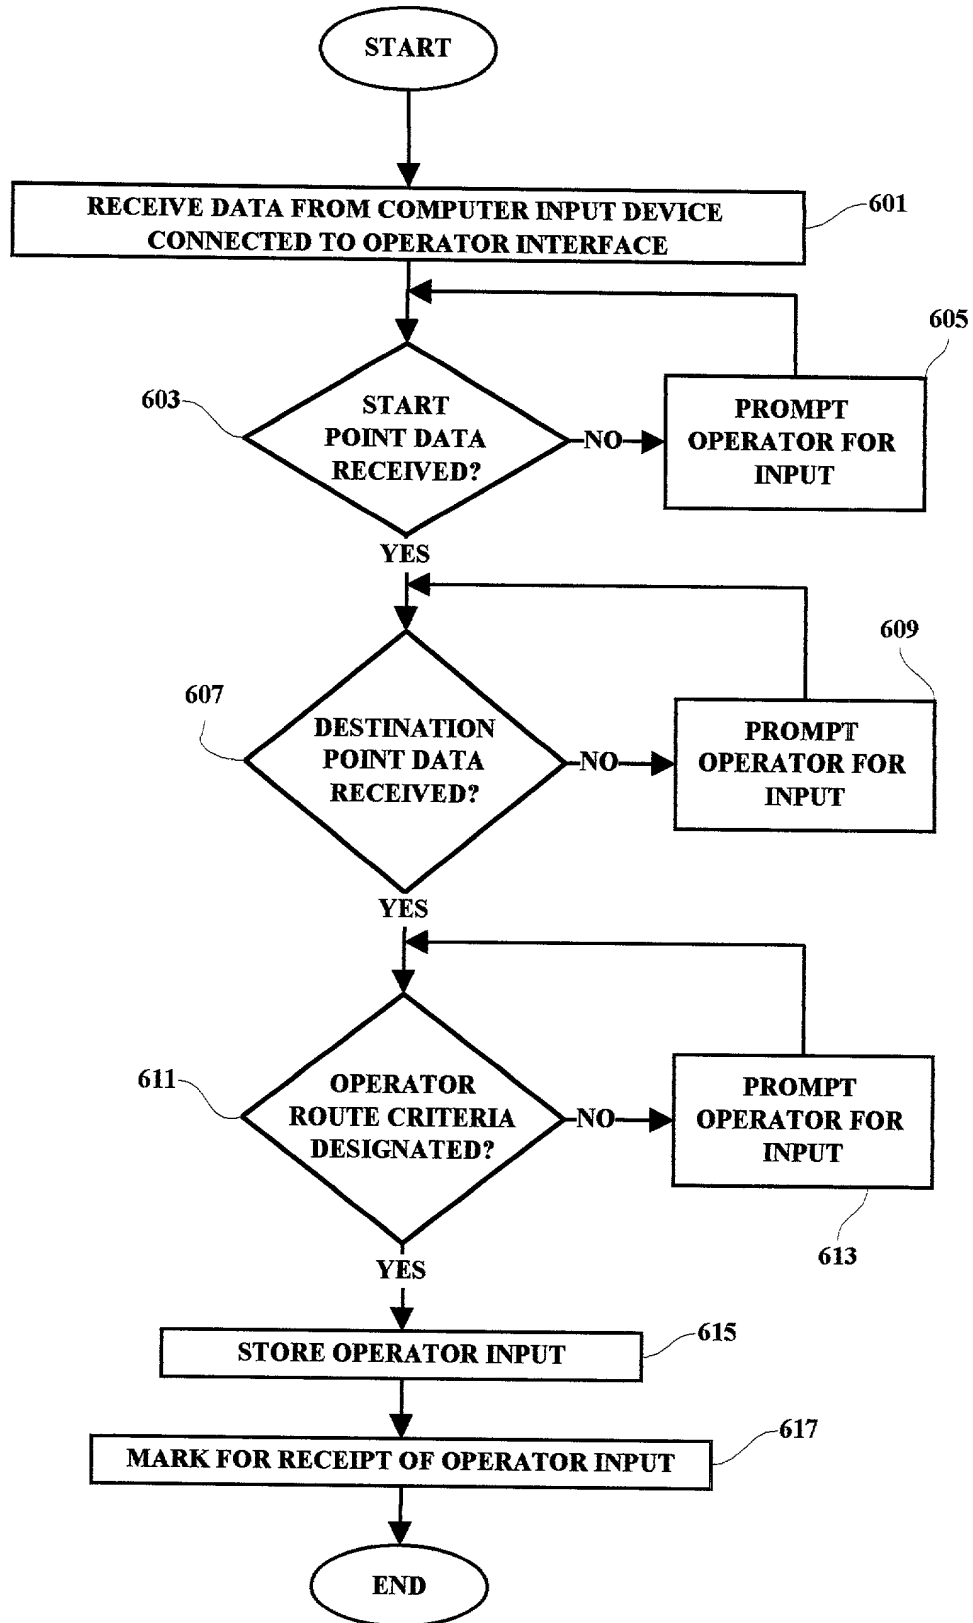 START
RECEIVE DATA FROM COMPUTER INPUT DEVICE
CONNECTED TO OPERATOR INTERFACE
601
605
603
START
POINT DATA
RECEIVED?
NO
PROMPT
OPERATOR FOR
INPUT
YES
609
607
DESTINATION
POINT DATA
RECEIVED?
NO
PROMPT
OPERATOR FOR
INPUT
YES
611
OPERATOR
ROUTE CRITERIA
DESIGNATED?
NO
PROMPT
OPERATOR FOR
INPUT
613
YES
STORE OPERATOR INPUT
615
MARK FOR RECEIPT OF OPERATOR INPUT
617
END